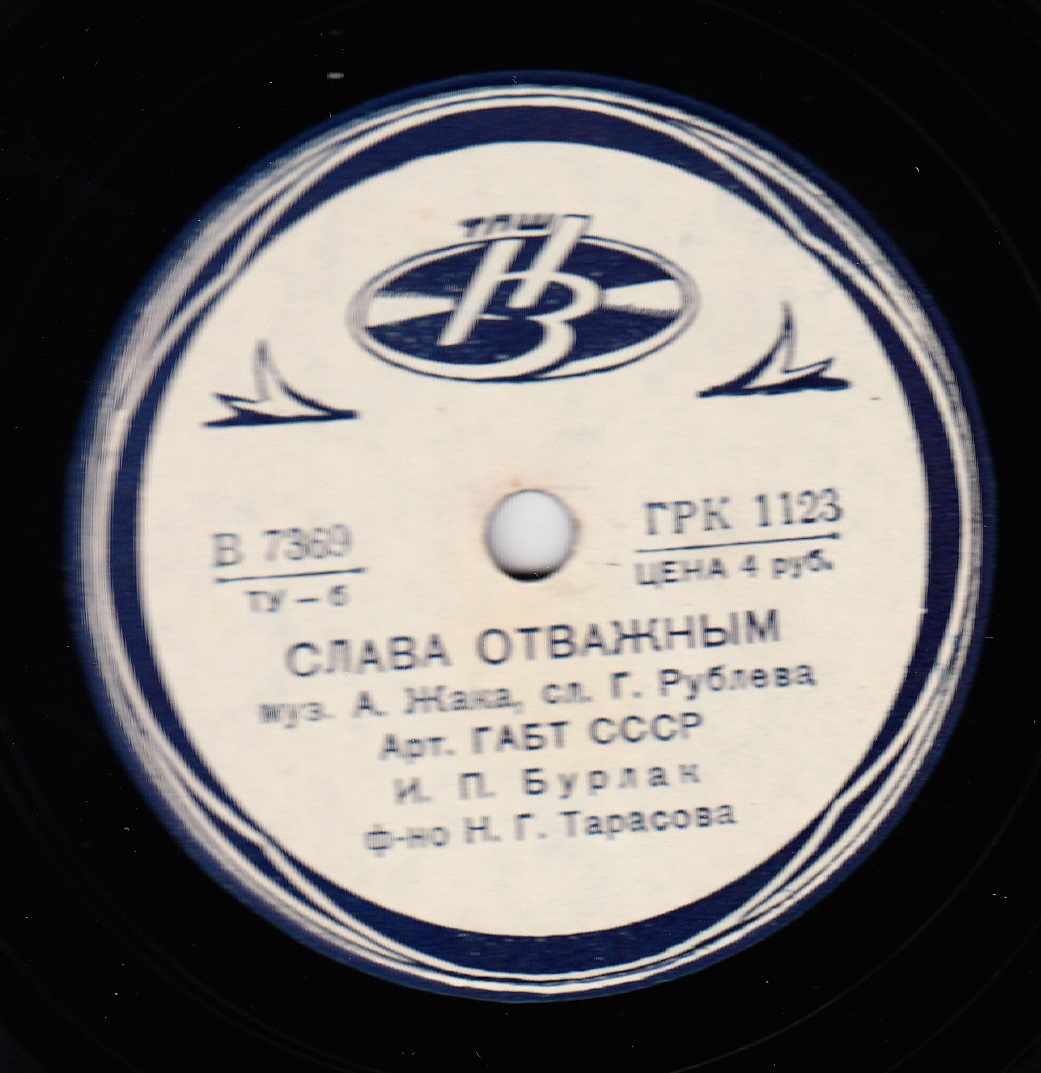 ТПШ
НЗ
В 7369
ТУ – 6
ГРК 1123
ЦЕНА 4 руб.
СЛАВА ОТВАЖНЫМ
муз. А. Жака, сл. Г. Рублева
Арт. ГАБТ СССР
И. П. Бурлак
ф-но Н. Г. Тарасова